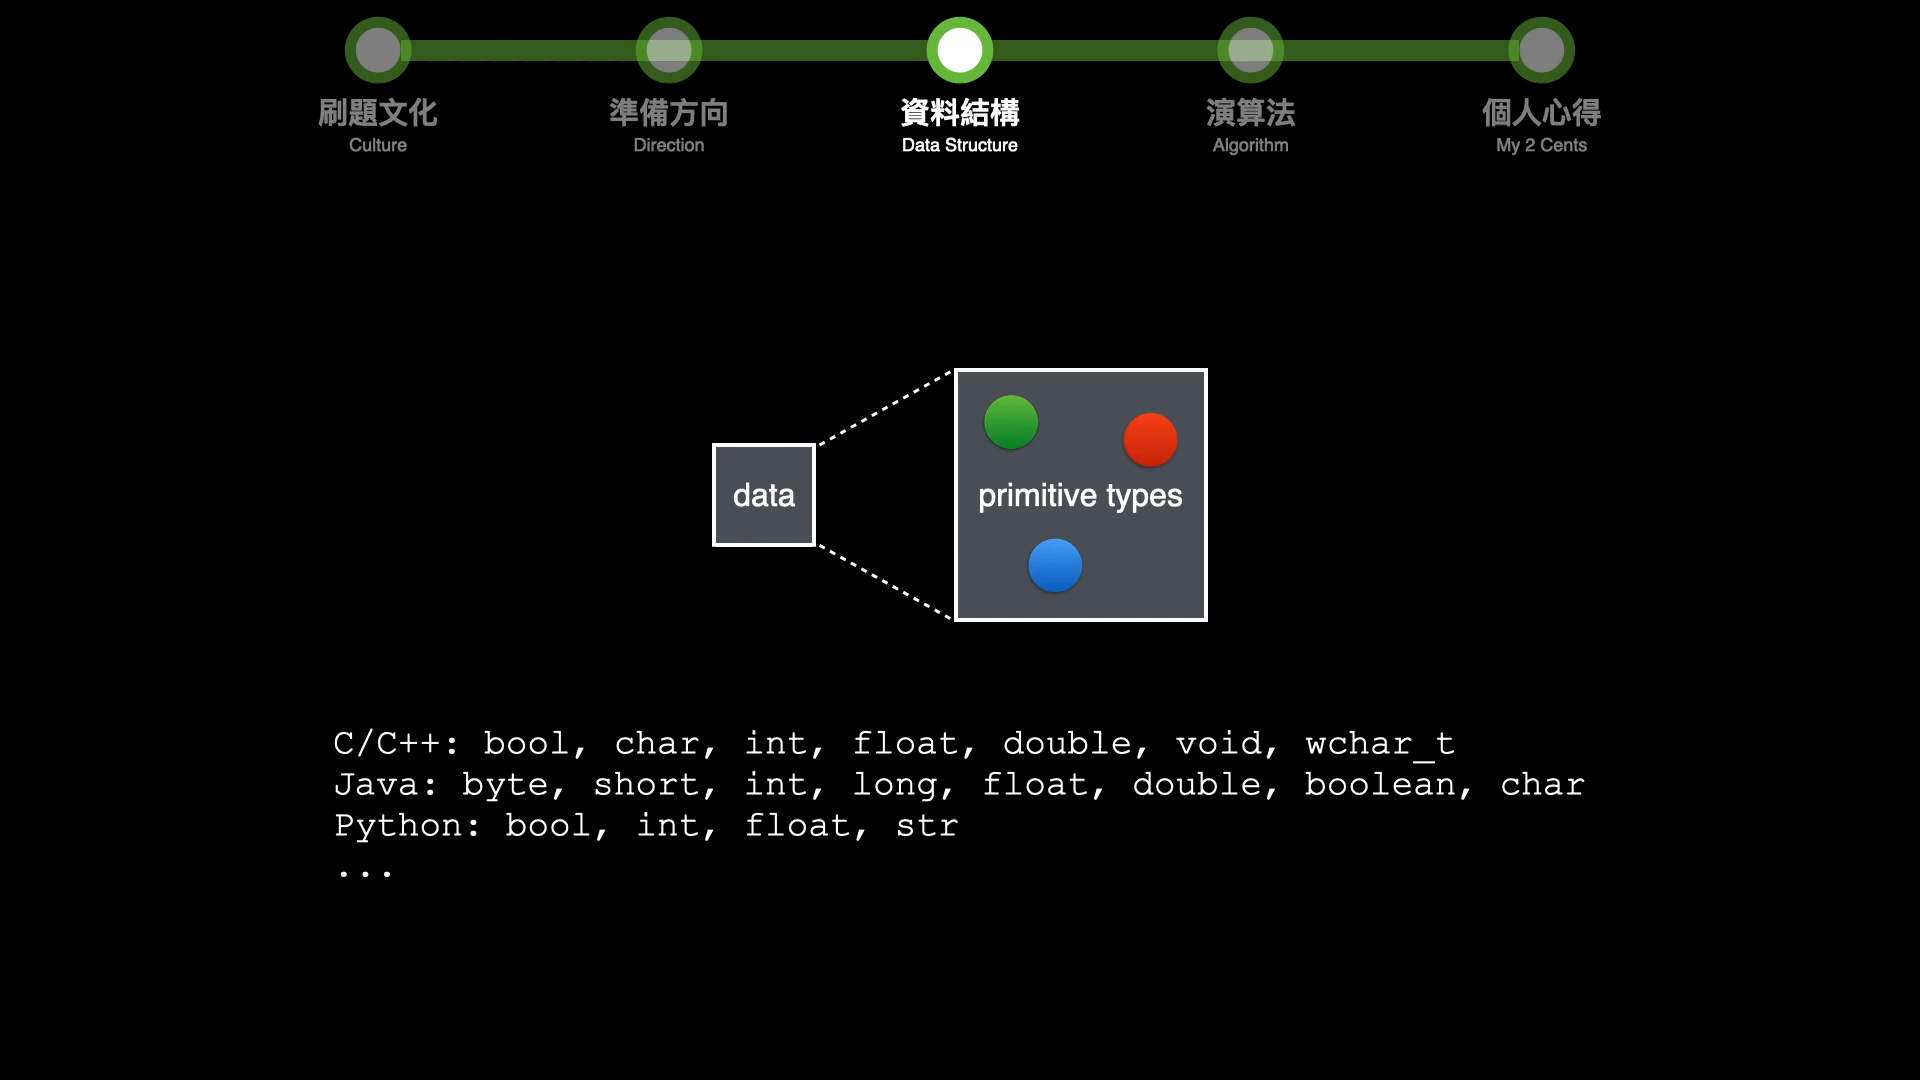 刷題文化
Culture
準備方向
Direction
資料結構
Data Structure
演算法
Algorithm
個人心得
My 2 Cents
data
primitive types
C/C++: bool, char, int, float, double, void, wchar_t
Java: byte, short, int, long, float, double, boolean, char
Python: bool, int, float, str
...